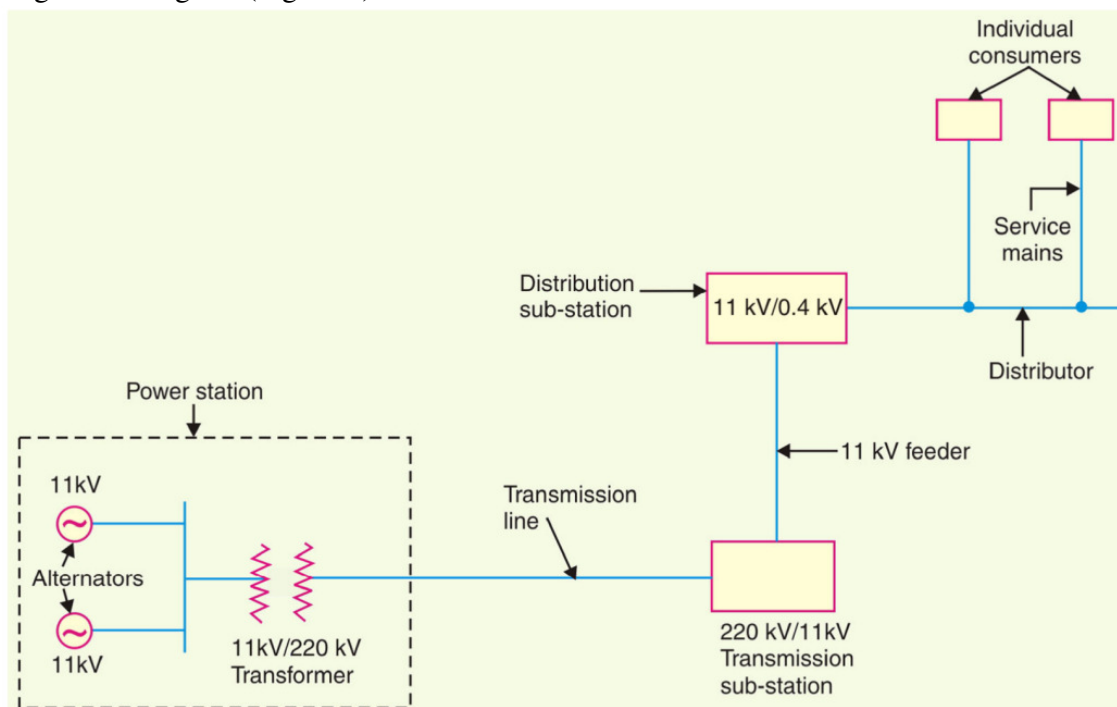 Individual
consumers
Service
mains
Distribution
sub-station
11 kV/0.4 kV
Distributor
Power station
11 kV feeder
11kV
Transmission
line
Alternators
11kV
11kV/220 kV
Transformer
220 kV/11kV
Transmission
sub-station